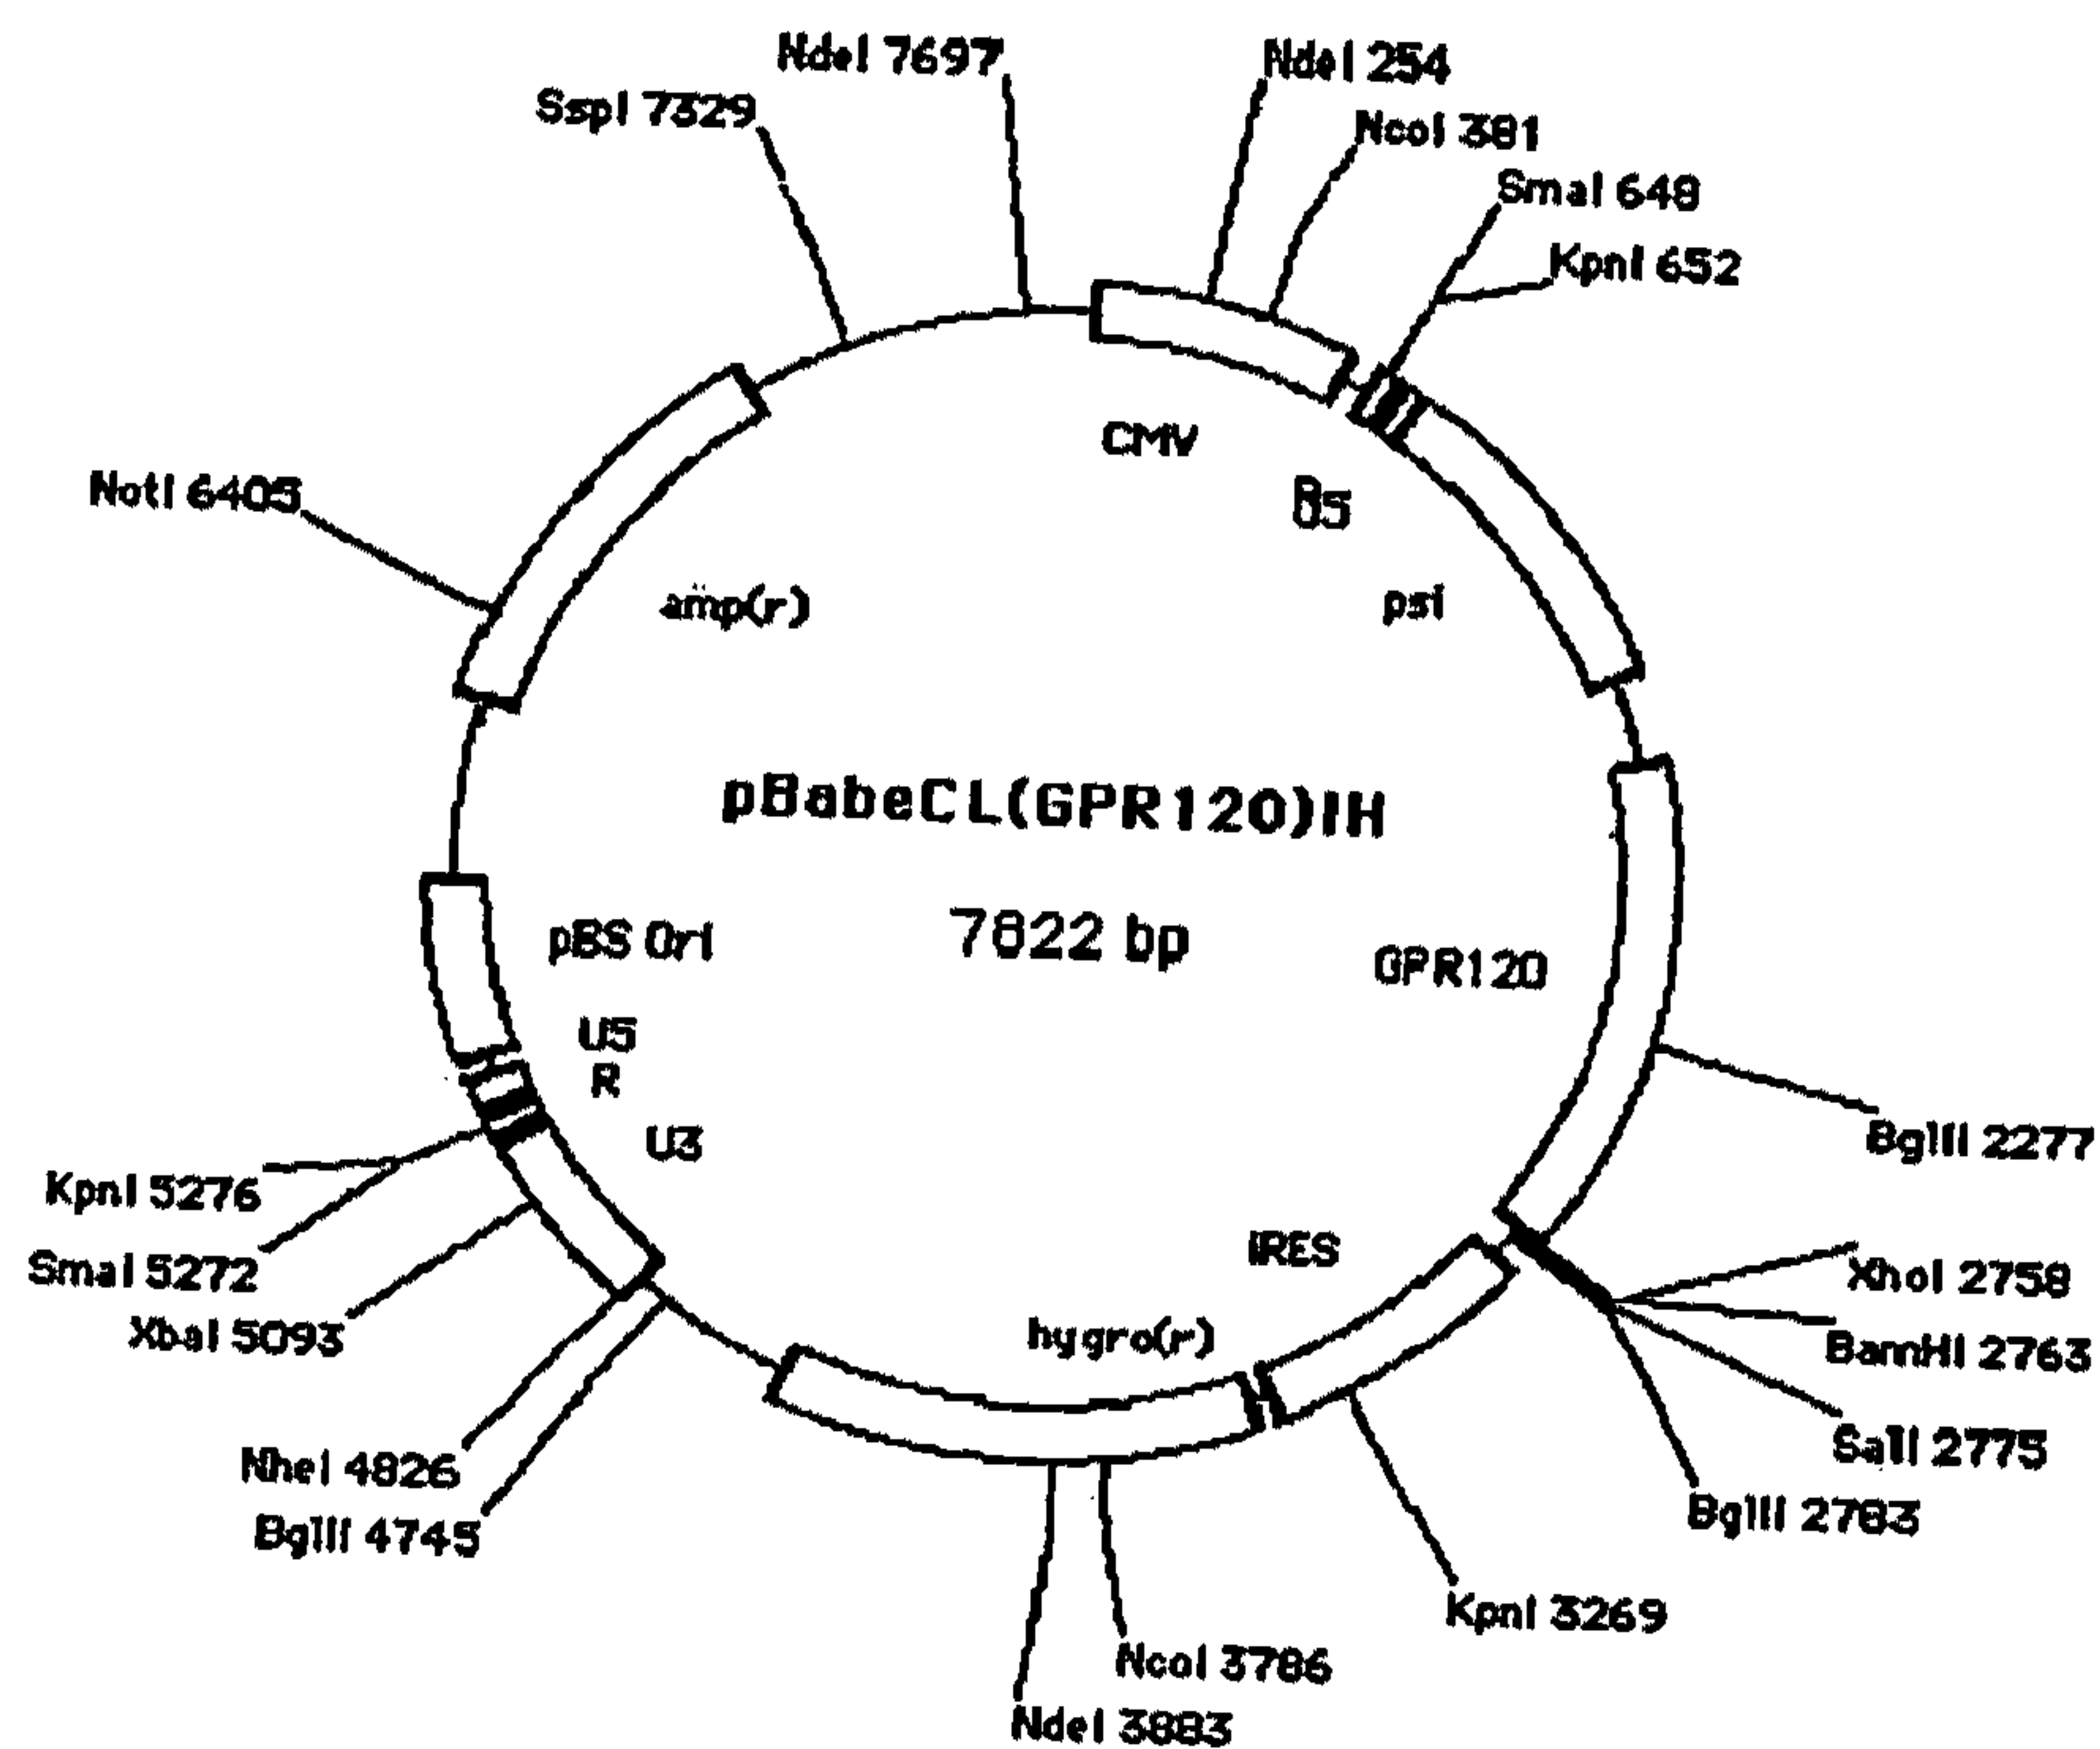 NdeI 7697
NdeI 254
SspI 7329
NcoI 381
SmaI 648
KpnI 652
CMV
NotI 6405
R
U5
amp(r)
psi
pBabeCL(GPR120)IH
7822 bp
pBS Ori
GPR120
U5
R
U3
BglII 2277
KpnI 5276
IRES
SmaI 5272
XhoI 2758
XbaI 5093
hygro(r)
BamHI 2763
SalI 2775
NheI 4826
BglII 2783
BglII 4745
KpnI 3269
NcoI 3786
NdeI 3883